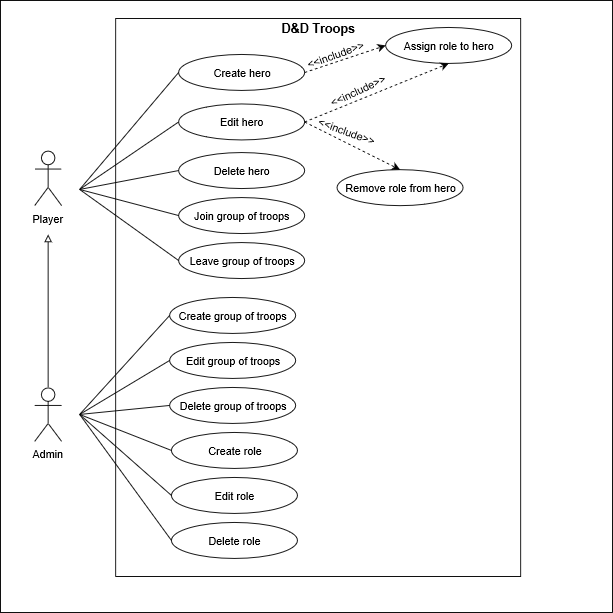 D&D Troops
Assign role to hero
<<include>>
Create hero
<<include>>
Edit hero
<<include>>
Delete hero
Remove role from hero
Player
Join group of troops
Leave group of troops
Create group of troops
Edit group of troops
Delete group of troops
Admin
Create role
Edit role
Delete role